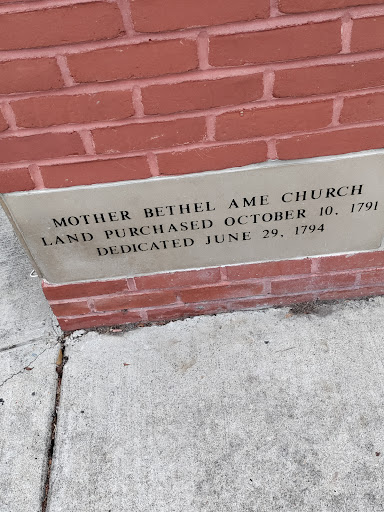 MOTHER BETHEL AME CHURCH
LAND PURCHASED OCTOBER 10, 1791
DEDICATED JUNE 29, 1794